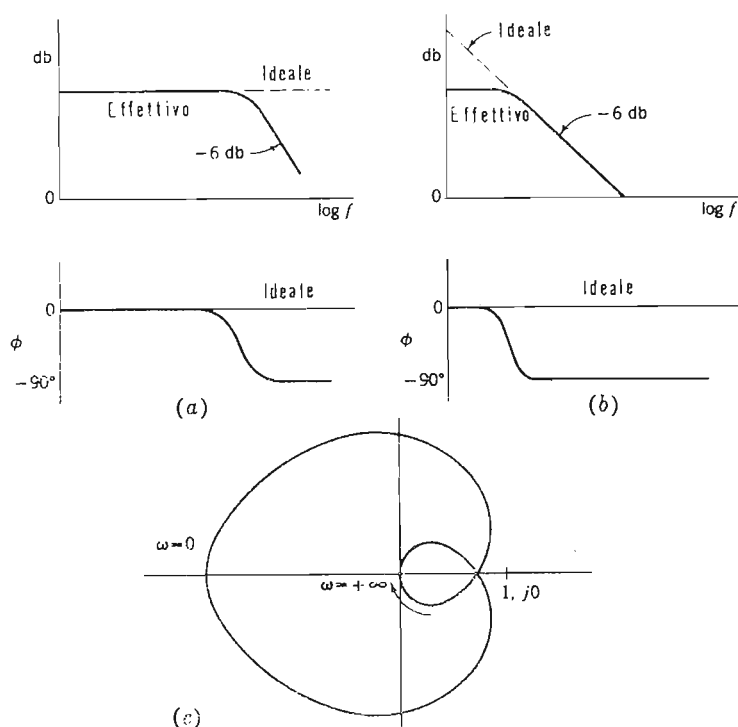 db
Ideale
Effettivo
-6 db
0
log f
Ideale
0
ϕ
-90°
(a)
Ideale
db
Effettivo
-6 db
0
log f
Ideale
0
ϕ
-90°
(b)
ω=0
ω=+∞
1, j0
(c)